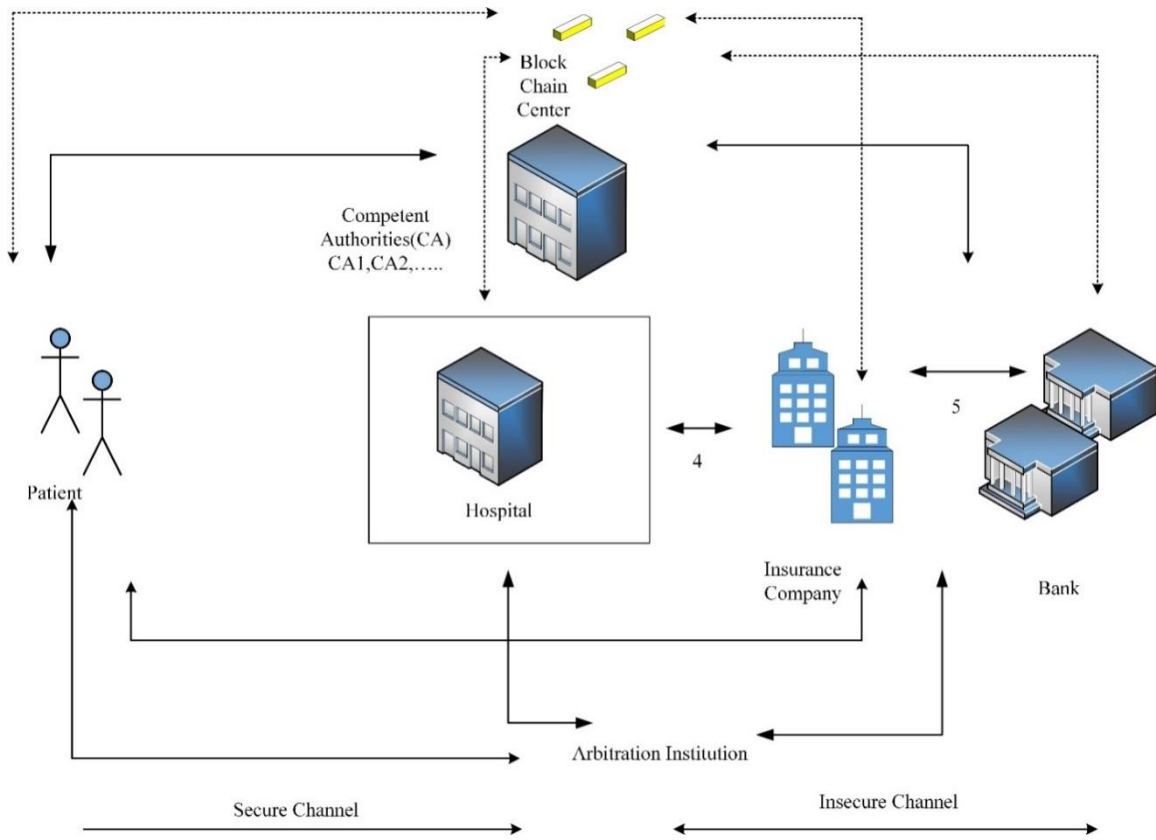 Block
Chain
Center
Competent
Authorities(CA)
CA1,CA2,…..
Patient
Hospital
4
Insurance
Company
5
Bank
Arbitration Institution
Secure Channel
Insecure Channel